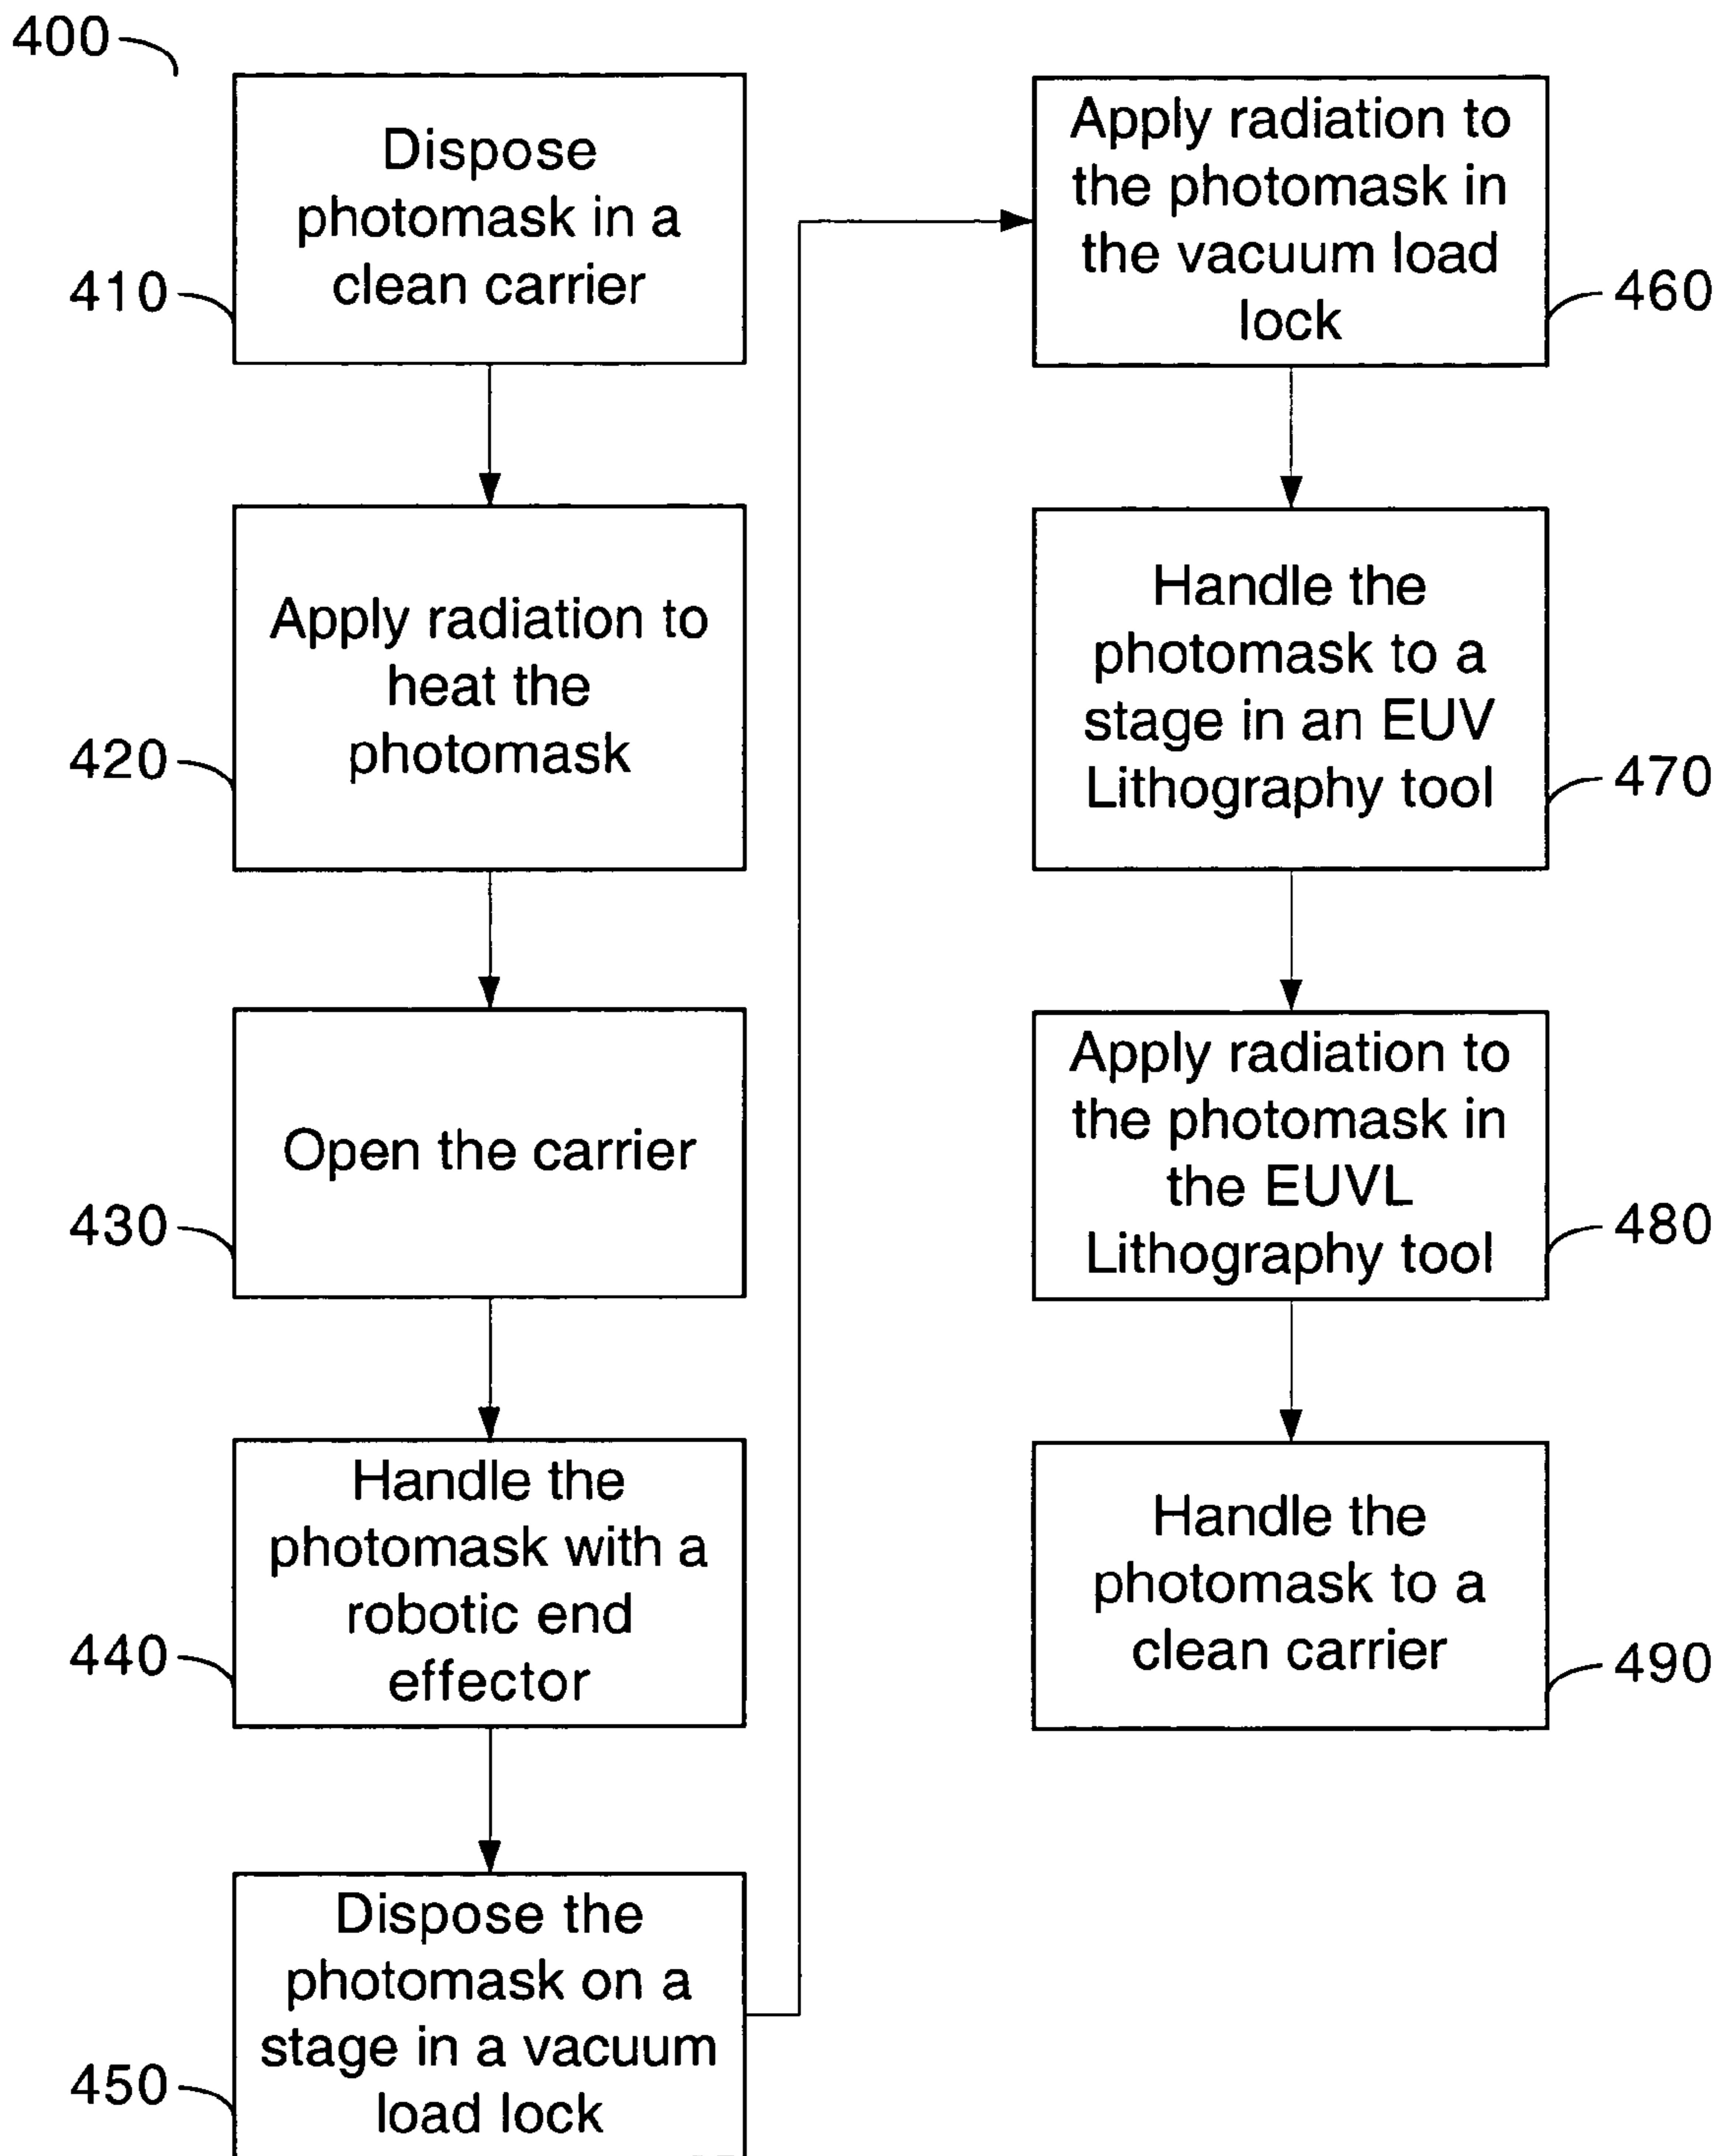 400
Dispose
photomask in a
clean carrier
410
Apply radiation to
heat the
photomask
420
Open the carrier
430
Handle the
photomask with a
robotic end
effector
440
Dispose the
photomask on a
stage in a vacuum
load lock
450
Apply radiation to
the photomask in
the vacuum load
lock
460
Handle the
photomask to a
stage in an EUV
Lithography tool
470
Apply radiation to
the photomask in
the EUVL
Lithography tool
480
Handle the
photomask to a
clean carrier
490